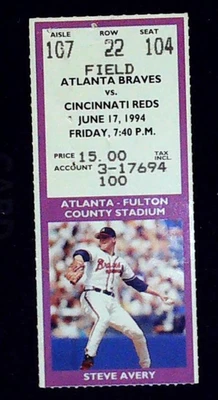 AISLE ROW SEAT
107 22 104
FIELD
ATLANTA BRAVES
VS.
CINCINNATI REDS
JUNE 17, 1994
FRIDAY, 7:40 P.M.
PRICE 15.00 TAX INCL.
ACCOUNT 3-17694
100
ATLANTA - FULTON
COUNTY STADIUM
Braves
STEVE AVERY